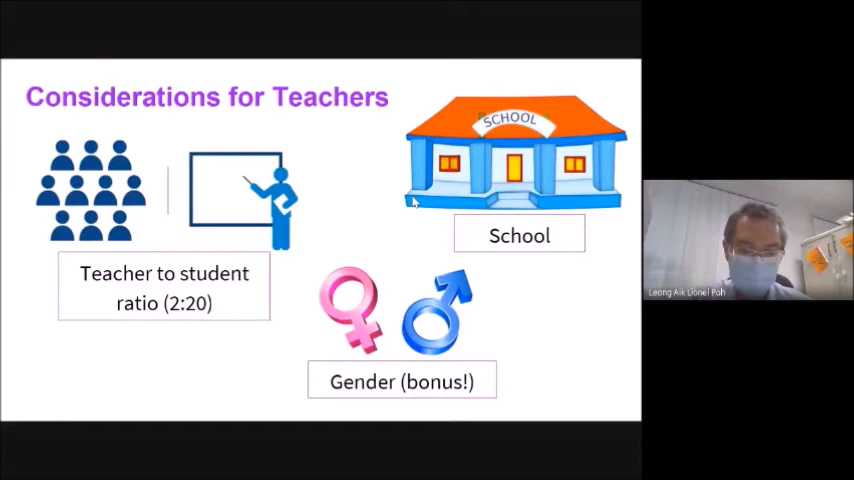 Considerations for Teachers
SCHOOL
Teacher to student
ratio (2:20)
School
Gender (bonus!)
Leong Aik Lionel Poh